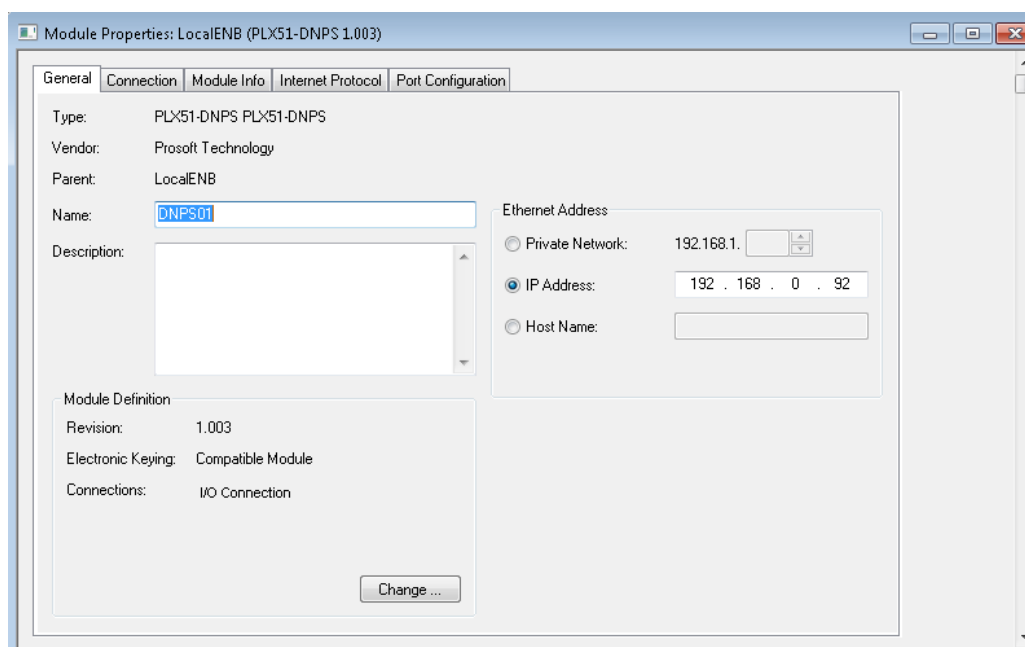 Module Properties: LocalENB (PLX51-DNPS 1.003)
General Connection Module Info Internet Protocol Port Configuration
Type: PLX51-DNPS PLX51-DNPS
Vendor: Prosoft Technology
Parent: LocalENB
Name: DNPS01
Description:
Ethernet Address
Private Network: 192.168.1.
IP Address: 192 . 168 . 0 . 92
Host Name:
Module Definition
Revision: 1.003
Electronic Keying: Compatible Module
Connections: I/O Connection
Change ...